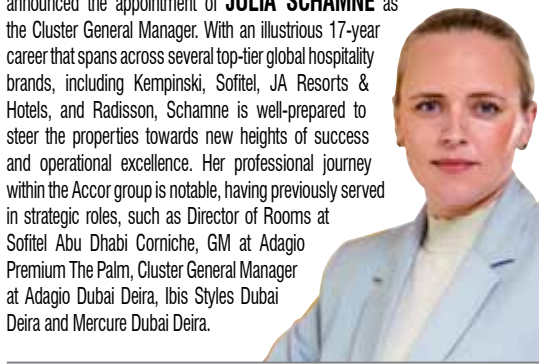 announced the appointment of JULIA SCHAMNE as
the Cluster General Manager. With an illustrious 17-year
career that spans across several top-tier global hospitality
brands, including Kempinski, Sofitel, JA Resorts &
Hotels, and Radisson, Schamne is well-prepared to
steer the properties towards new heights of success
and operational excellence. Her professional journey
within the Accor group is notable, having previously served
in strategic roles, such as Director of Rooms at
Sofitel Abu Dhabi Corniche, GM at Adagio
Premium The Palm, Cluster General Manager
at Adagio Dubai Deira, Ibis Styles Dubai
Deira and Mercure Dubai Deira.